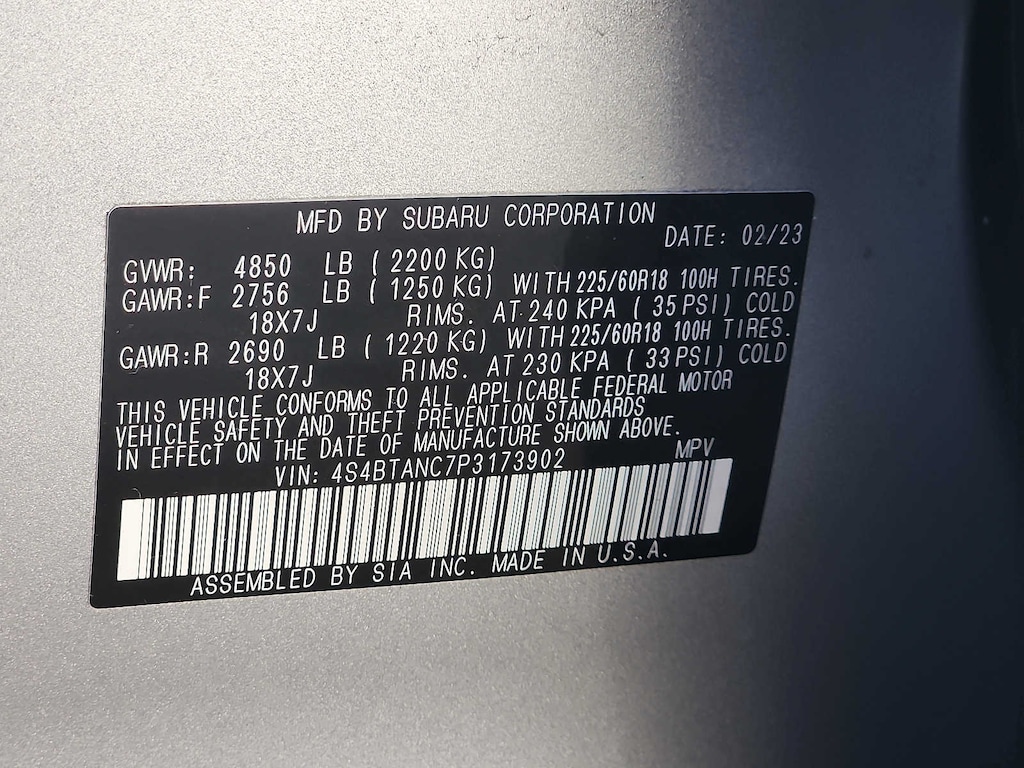 MFD BY SUBARU CORPORATION
DATE: 02/23
GVWR: 4850 LB ( 2200 KG)
GAWR:F 2756 LB ( 1250 KG) WITH 225/60R18 100H TIRES.
18X7J RIMS. AT 240 KPA ( 35 PSI) COLD
GAWR:R 2690 LB ( 1220 KG) WITH 225/60R18 100H TIRES.
18X7J RIMS. AT 230 KPA ( 33 PSI) COLD
THIS VEHICLE CONFORMS TO ALL APPLICABLE FEDERAL MOTOR
VEHICLE SAFETY AND THEFT PREVENTION STANDARDS
IN EFFECT ON THE DATE OF MANUFACTURE SHOWN ABOVE.
VIN: 4S4BTANC7P3173902 MPV
ASSEMBLED BY SIA INC. MADE IN U.S.A.